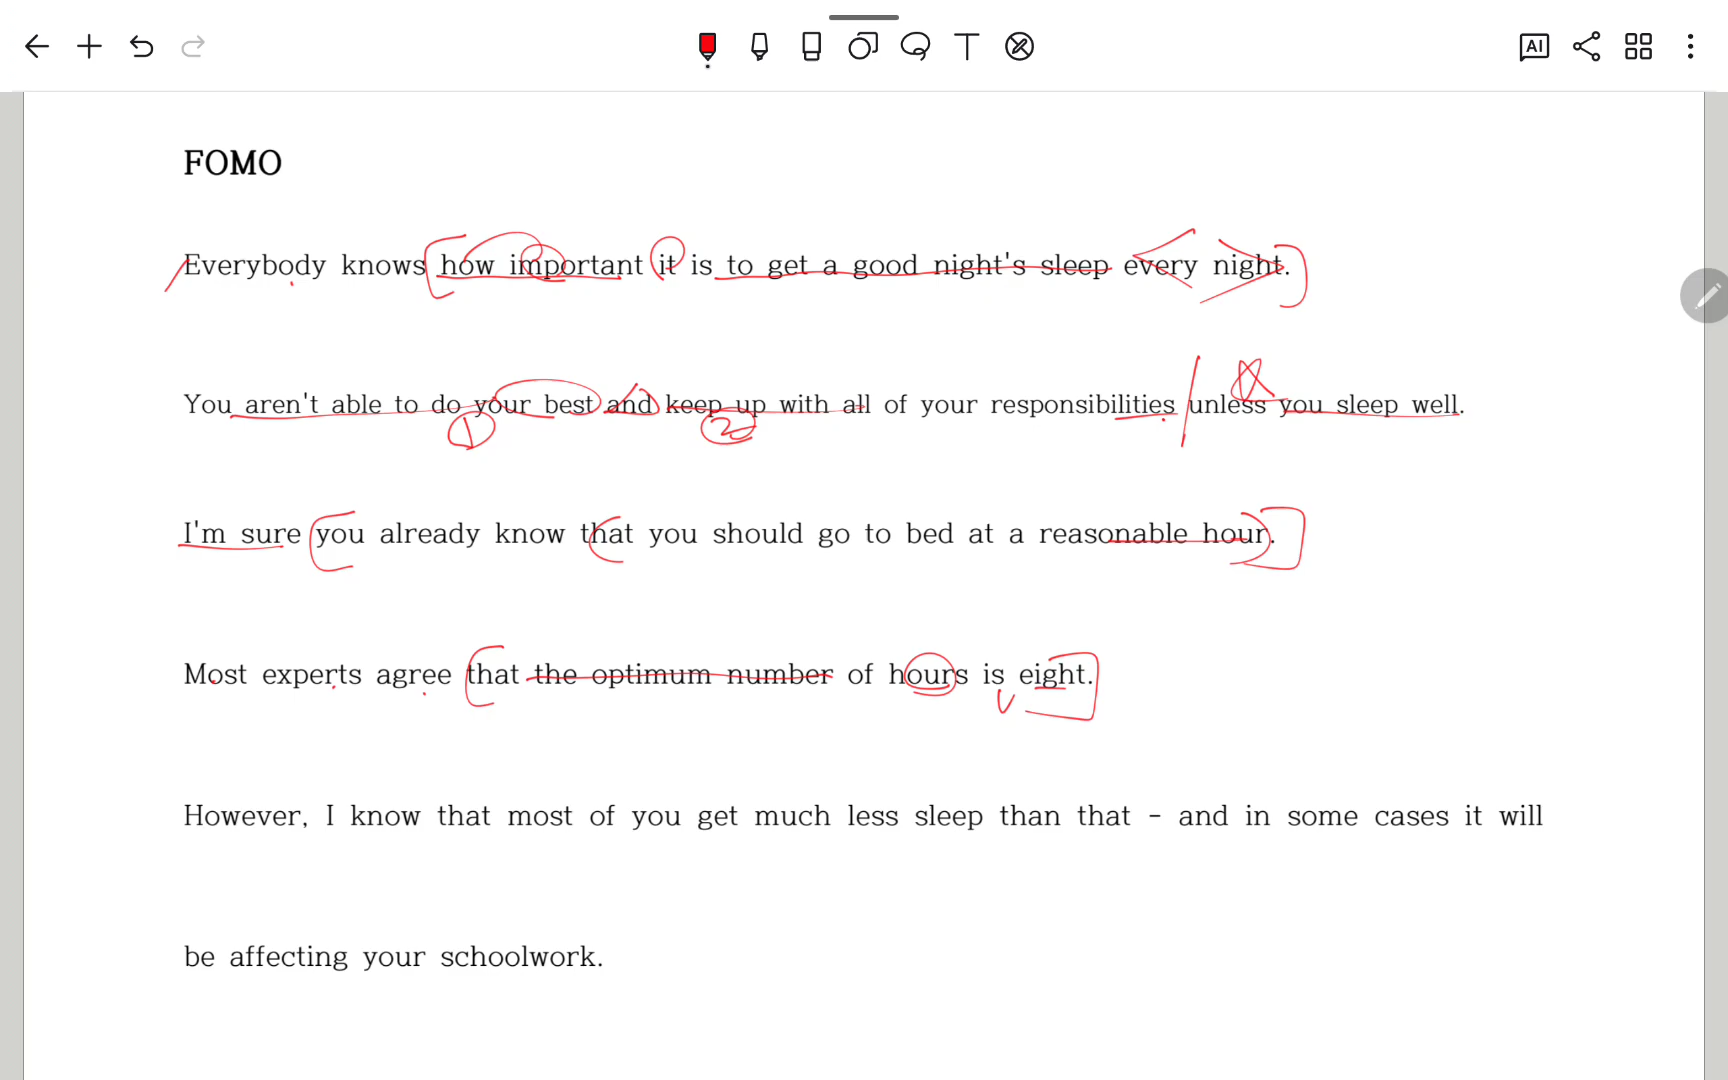 AI
FOMO
Everybody knows how important it is to get a good night's sleep every night.
You aren't able to do your best and keep up with all of your responsibilities unless you sleep well.
1 2
I'm sure you already know that you should go to bed at a reasonable hour.
Most experts agree that the optimum number of hours is eight.
However, I know that most of you get much less sleep than that - and in some cases it will
be affecting your schoolwork.